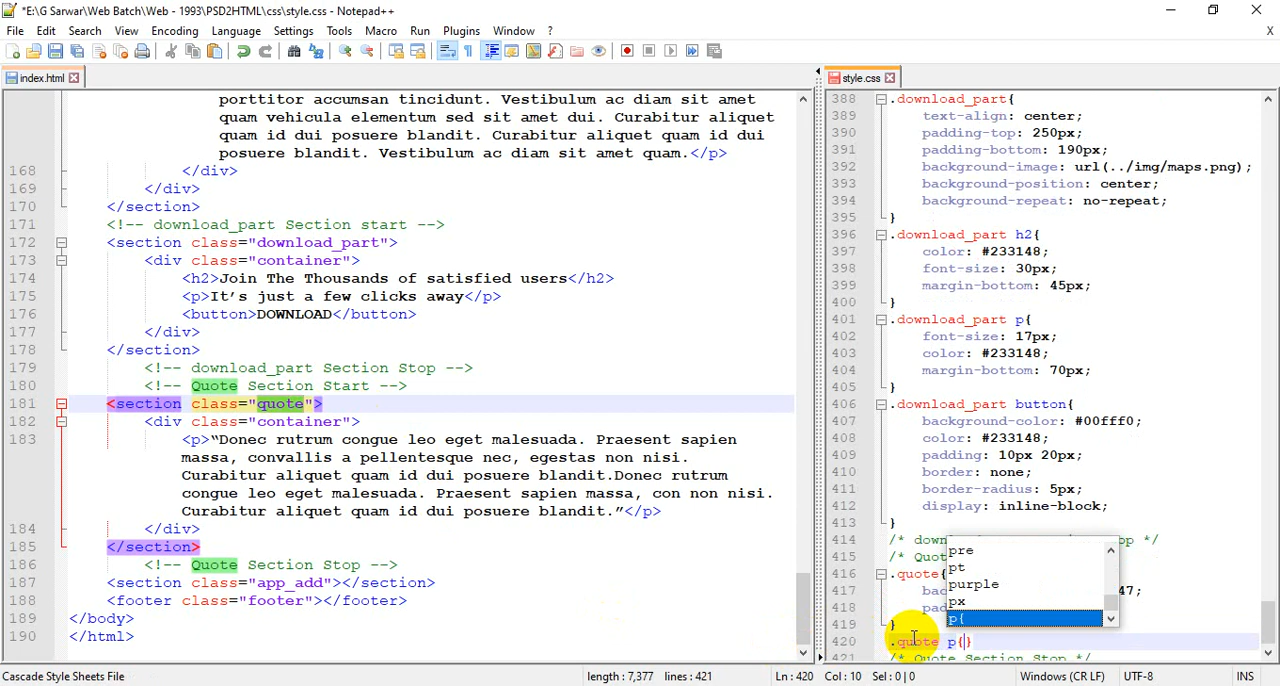 *E:\G Sarwar\Web Batch\Web - 1993\PSD2HTML\css\style.css - Notepad++
File Edit Search View Encoding Language Settings Tools Macro Run Plugins Window ? X
index.html
porttitor accumsan tincidunt. Vestibulum ac diam sit amet
quam vehicula elementum sed sit amet dui. Curabitur aliquet
quam id dui posuere blandit. Curabitur aliquet quam id dui
posuere blandit. Vestibulum ac diam sit amet quam.</p>
168 </div>
169 </div>
170 </section>
171 <!-- download_part Section start -->
172 <section class="download_part">
173 <div class="container">
174 <h2>Join The Thousands of satisfied users</h2>
175 <p>It’s just a few clicks away</p>
176 <button>DOWNLOAD</button>
177 </div>
178 </section>
179 <!-- download_part Section Stop -->
180 <!-- Quote Section Start -->
181 <section class="quote">
182 <div class="container">
183 <p>“Donec rutrum congue leo eget malesuada. Praesent sapien
massa, convallis a pellentesque nec, egestas non nisi.
Curabitur aliquet quam id dui posuere blandit.Donec rutrum
congue leo eget malesuada. Praesent sapien massa, con non nisi.
Curabitur aliquet quam id dui posuere blandit.”</p>
184 </div>
185 </section>
186 <!-- Quote Section Stop -->
187 <section class="app_add"></section>
188 <footer class="footer"></footer>
189 </body>
190 </html>
style.css
388 .download_part{
389 text-align: center;
390 padding-top: 250px;
391 padding-bottom: 190px;
392 background-image: url(../img/maps.png);
393 background-position: center;
394 background-repeat: no-repeat;
395 }
396 .download_part h2{
397 color: #233148;
398 font-size: 30px;
399 margin-bottom: 45px;
400 }
401 .download_part p{
402 font-size: 17px;
403 color: #233148;
404 margin-bottom: 70px;
405 }
406 .download_part button{
407 background-color: #00fff0;
408 color: #233148;
409 padding: 10px 20px;
410 border: none;
411 border-radius: 5px;
412 display: inline-block;
413 }
414 /* dow op */
415 /* Quot
416 .quote{
417 bac 47;
418 pad
419 }
420 .quote p{}
421 /* Quote Section Stop */
pre
pt
purple
px
p{
Cascade Style Sheets File length : 7,377 lines : 421 Ln : 420 Col : 10 Sel : 0 | 0 Windows (CR LF) UTF-8 INS